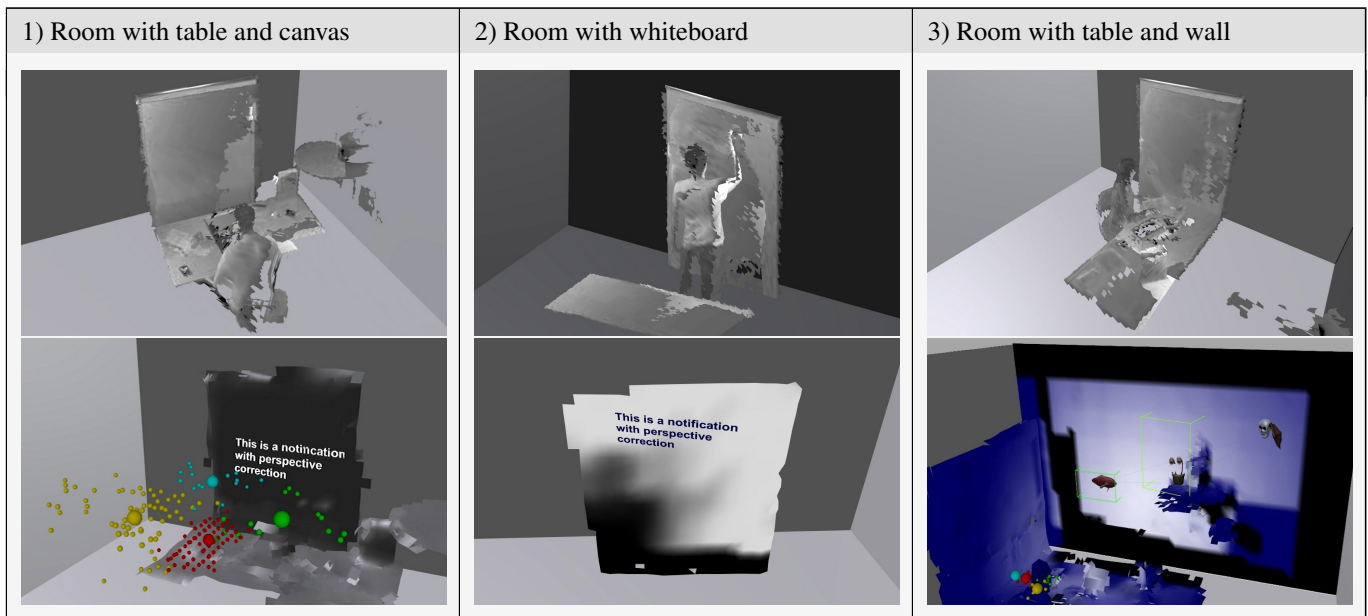 1) Room with table and canvas
2) Room with whiteboard
3) Room with table and wall
This is a notincation
with perspective
correction
This is a notification
with perspective
correction